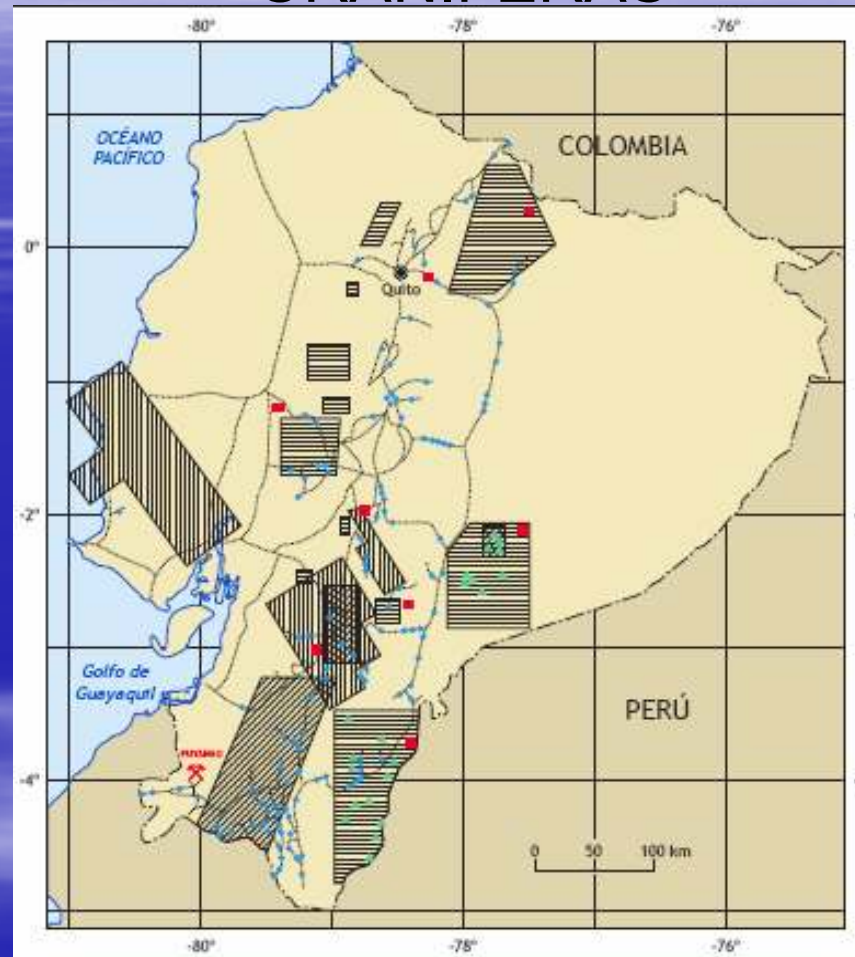 -80°
-78°
-76°
OCÉANO
PACÍFICO
COLOMBIA
0°
Quito
-2°
Golfo de
Guayaquil
PERÚ
PUYANGO
-4°
0 50 100 km
-80°
-78°
-76°